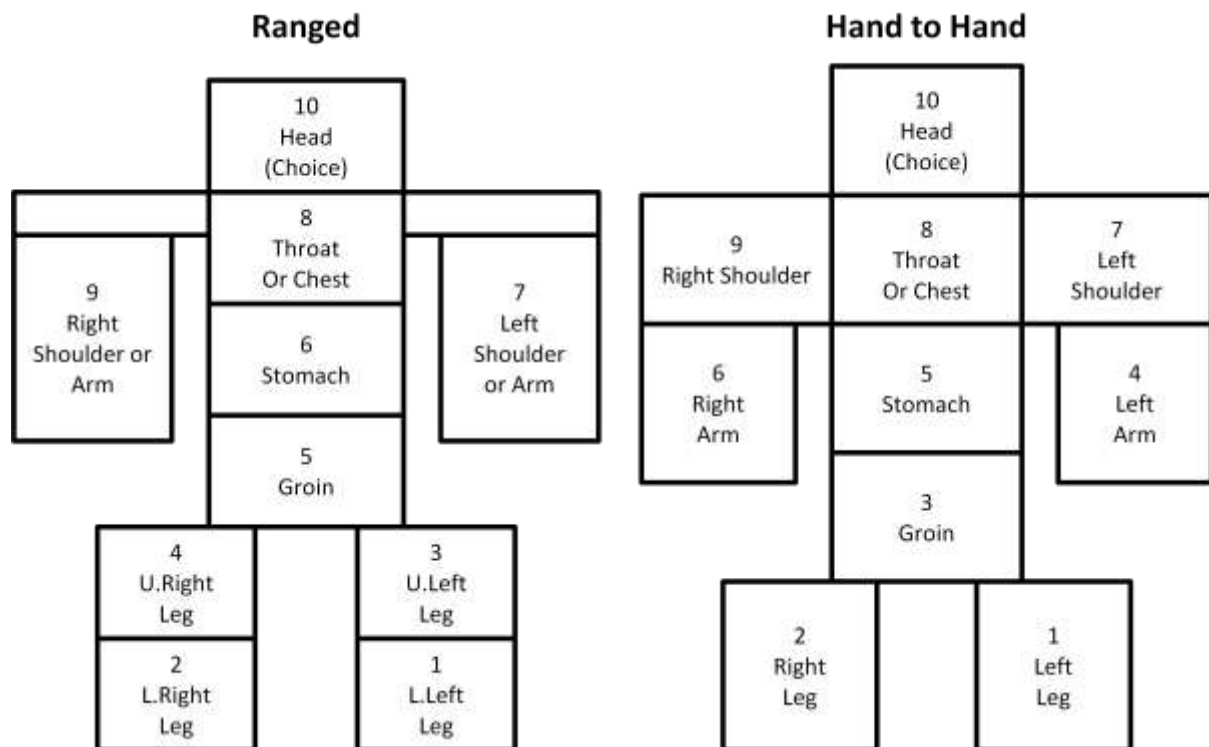 Ranged
10
Head
(Choice)
8
Throat
Or Chest
9
Right
Shoulder or
Arm
7
Left
Shoulder
or Arm
6
Stomach
5
Groin
4
U.Right
Leg
3
U.Left
Leg
2
L.Right
Leg
1
L.Left
Leg
Hand to Hand
10
Head
(Choice)
9
Right Shoulder
8
Throat
Or Chest
7
Left
Shoulder
6
Right
Arm
5
Stomach
4
Left
Arm
3
Groin
2
Right
Leg
1
Left
Leg